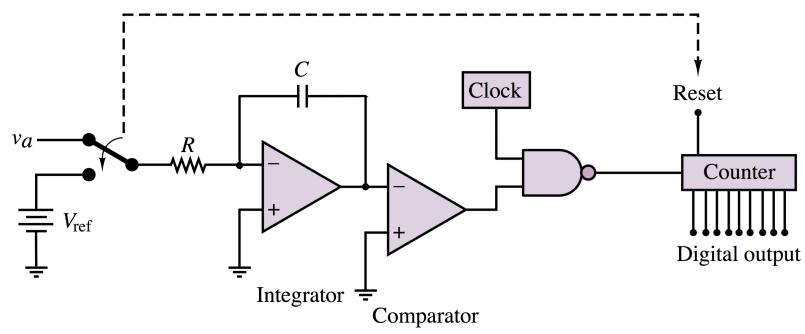 C
Clock
Reset
va
R
−
−
Counter
+
Vref
+
Digital output
Integrator
Comparator